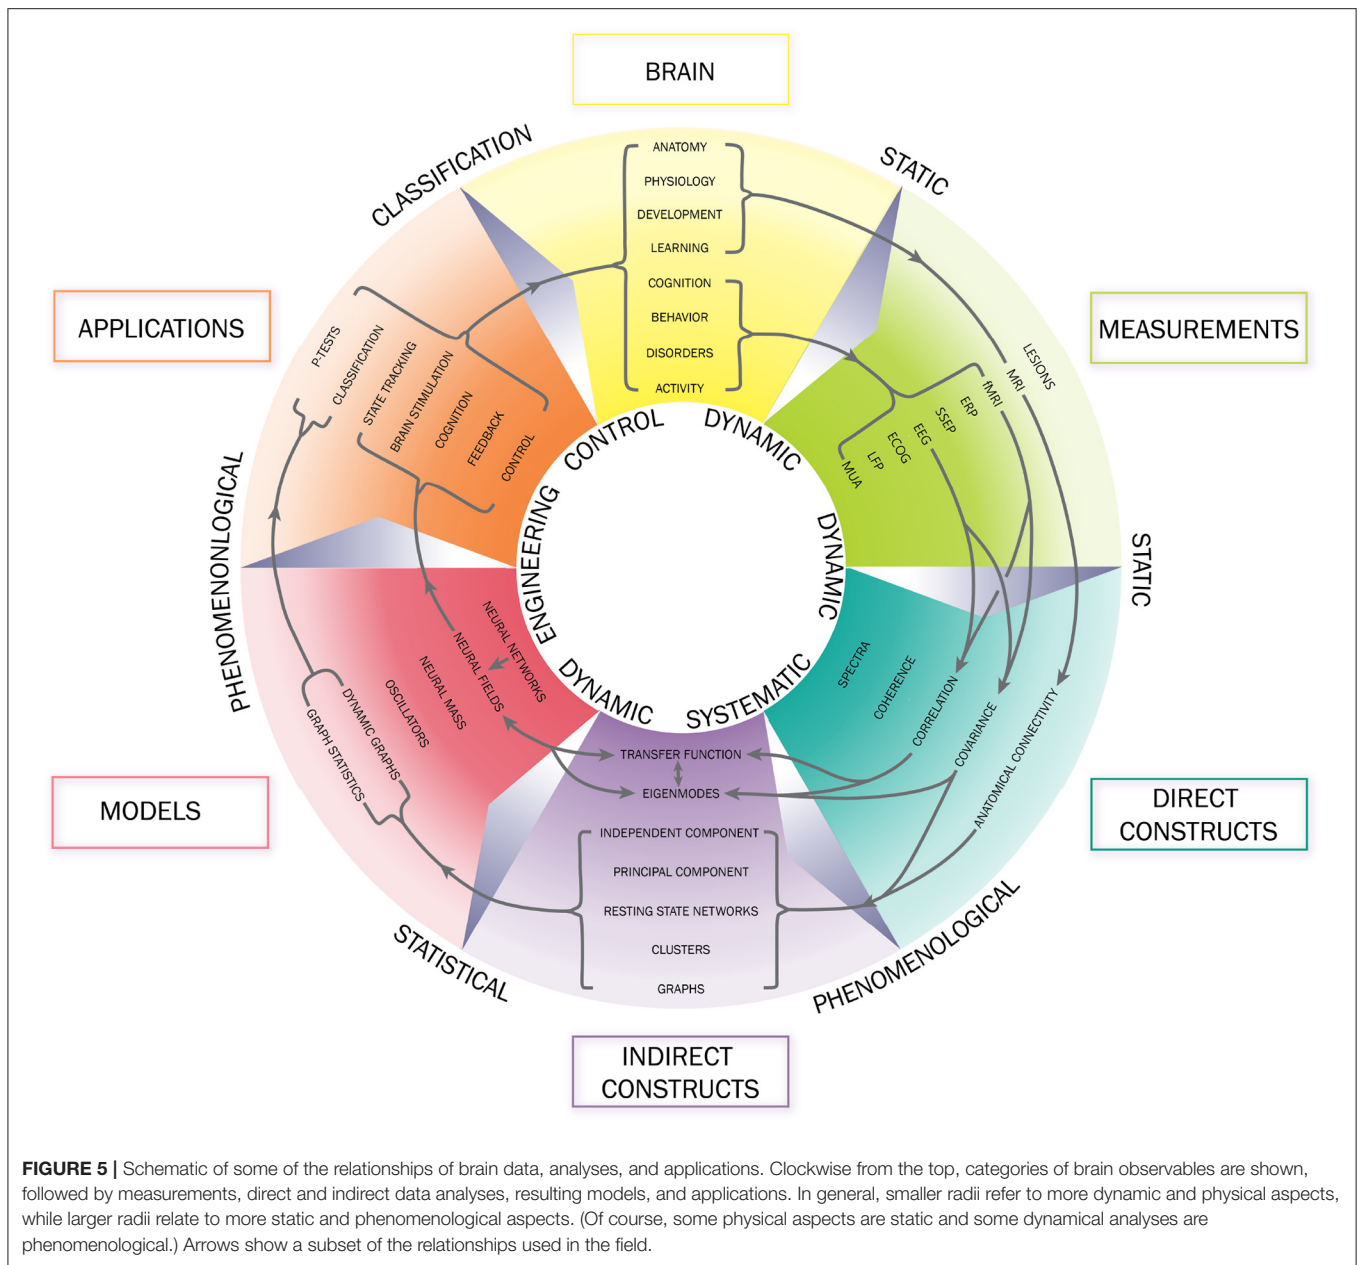 BRAIN
CLASSIFICATION
STATIC
ANATOMY
PHYSIOLOGY
DEVELOPMENT
LEARNING
COGNITION
BEHAVIOR
DISORDERS
ACTIVITY
CONTROL
DYNAMIC
MEASUREMENTS
LESIONS
MRI
fMRI
ERP
SSEP
EEG
ECOG
LFP
MUA
DYNAMIC
STATIC
DIRECT
CONSTRUCTS
SPECTRA
COHERENCE
CORRELATION
COVARIANCE
ANATOMICAL CONNECTIVITY
SYSTEMATIC
PHENOMENOLOGICAL
INDIRECT
CONSTRUCTS
TRANSFER FUNCTION
EIGENMODES
INDEPENDENT COMPONENT
PRINCIPAL COMPONENT
RESTING STATE NETWORKS
CLUSTERS
GRAPHS
DYNAMIC
STATISTICAL
MODELS
NEURAL NETWORKS
NEURAL FIELDS
NEURAL MASS
OSCILLATORS
DYNAMIC GRAPHS
GRAPH STATISTICS
ENGINEERING
PHENOMENONLOGICAL
APPLICATIONS
P-TESTS
CLASSIFICATION
STATE TRACKING
BRAIN STIMULATION
COGNITION
FEEDBACK
CONTROL
FIGURE 5 | Schematic of some of the relationships of brain data, analyses, and applications. Clockwise from the top, categories of brain observables are shown,
followed by measurements, direct and indirect data analyses, resulting models, and applications. In general, smaller radii refer to more dynamic and physical aspects,
while larger radii relate to more static and phenomenological aspects. (Of course, some physical aspects are static and some dynamical analyses are
phenomenological.) Arrows show a subset of the relationships used in the field.